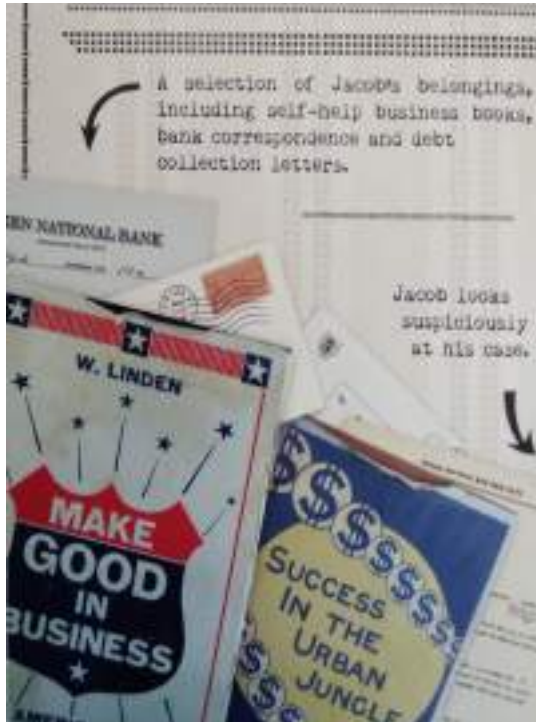 A selection of Jacob's belongings,
including self-help business books,
bank correspondence and debt
collection letters.
NATIONAL BANK
Jacob looks
suspiciously
at his case.
W. LINDEN
MAKE
GOOD
IN
BUSINESS
$ $ $ $ $ $ $ $
SUCCESS
IN THE
URBAN
JUNGLE
$ $ $